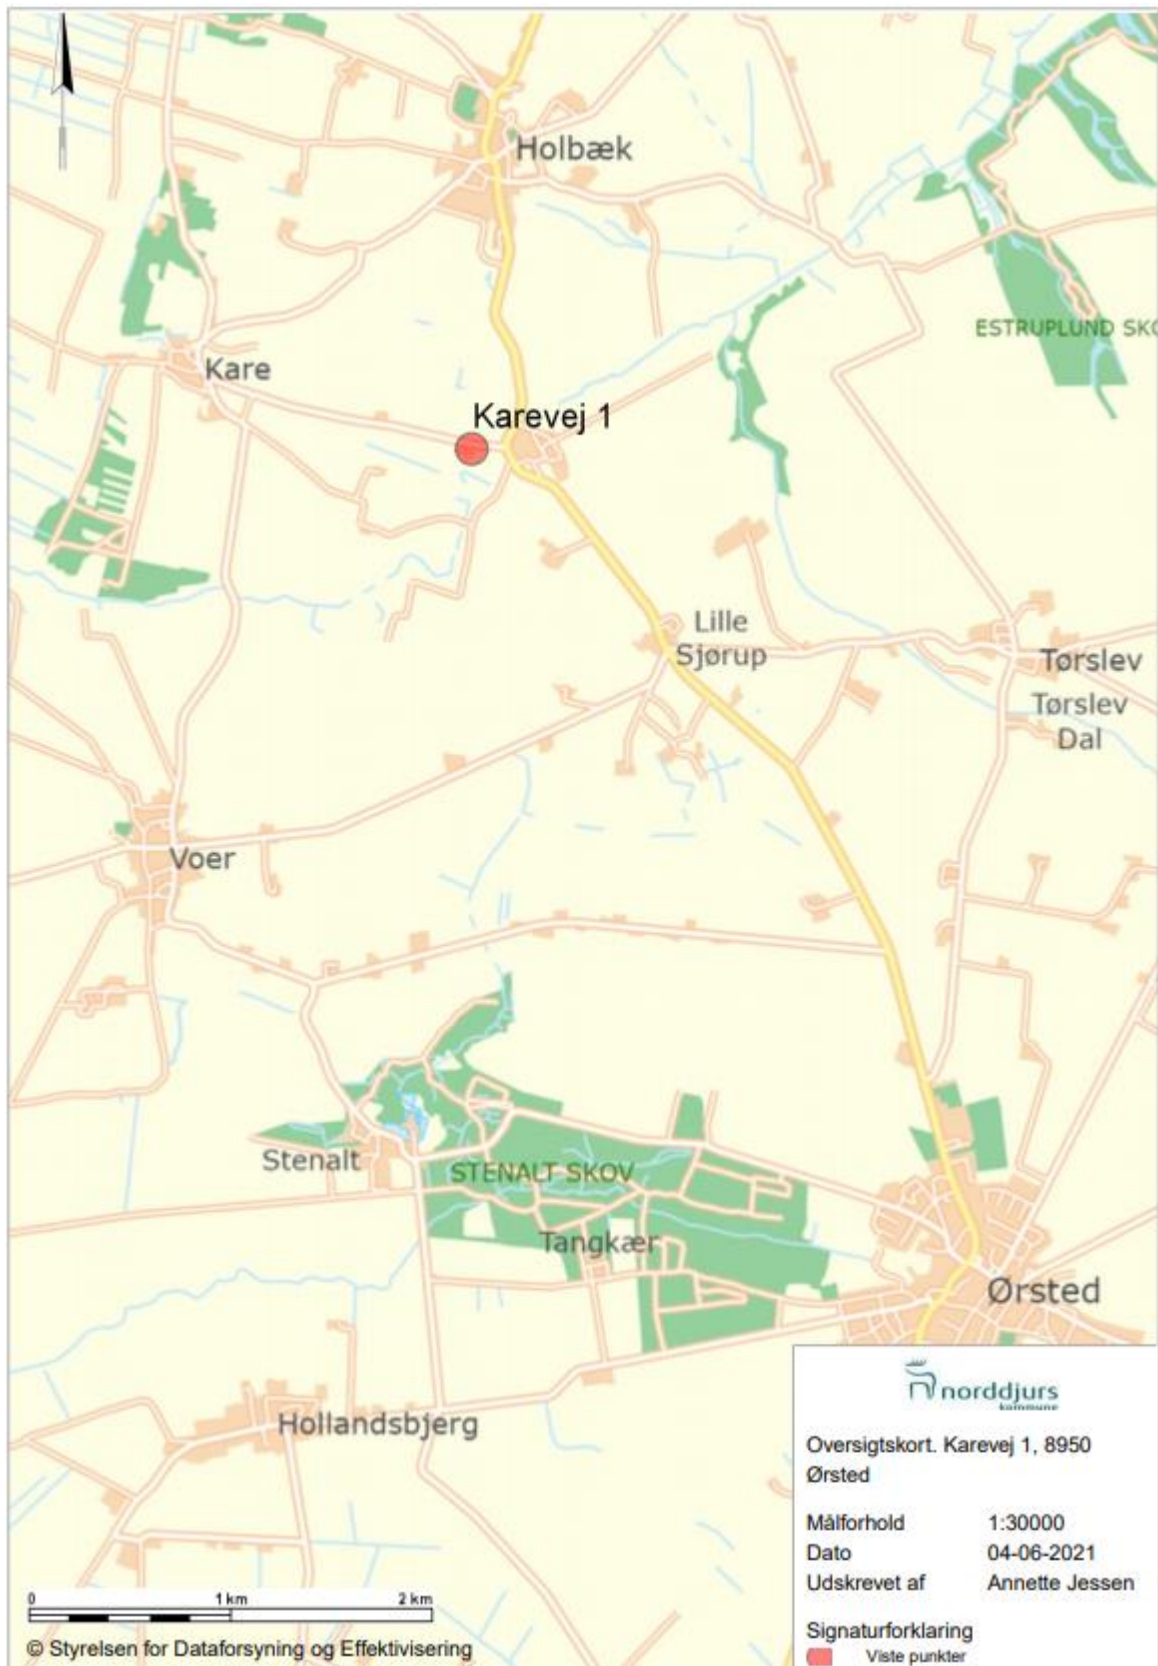 Holbæk
ESTRUPLUND SKO
Kare
Karevej 1
Lille
Sjørup
Tørslev
Tørslev
Dal
Voer
Stenalt
STENALT SKOV
Tangkær
Ørsted
Hollandsbjerg
norddjurs
kommune
Oversigtskort. Karevej 1, 8950
Ørsted
Målforhold 1:30000
Dato 04-06-2021
Udskrevet af Annette Jessen
Signaturforklaring
Viste punkter
0 1 km 2 km
© Styrelsen for Dataforsyning og Effektivisering